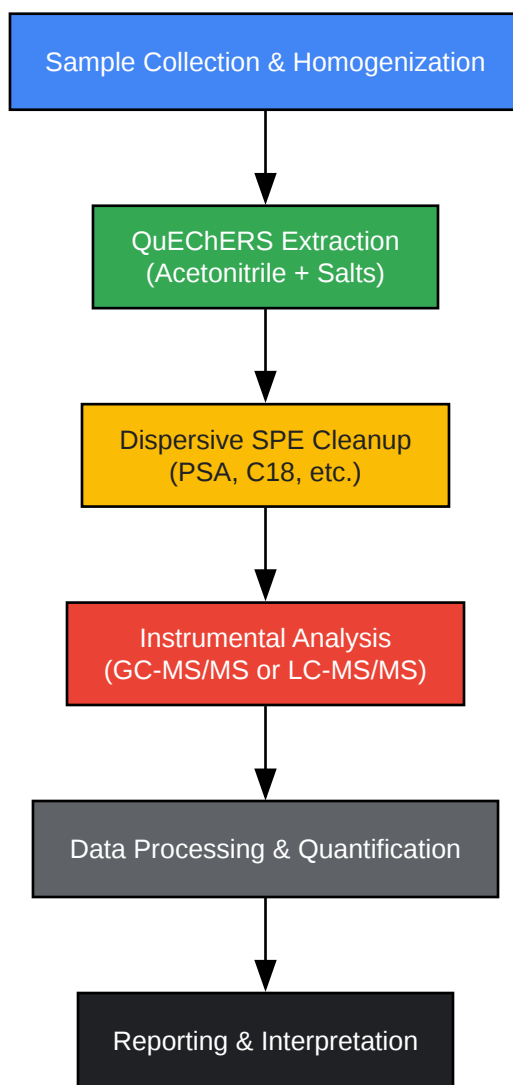 Sample Collection & Homogenization
QuEChERS Extraction
(Acetonitrile + Salts)
Dispersive SPE Cleanup
(PSA, C18, etc.)
Instrumental Analysis
(GC-MS/MS or LC-MS/MS)
Data Processing & Quantification
Reporting & Interpretation